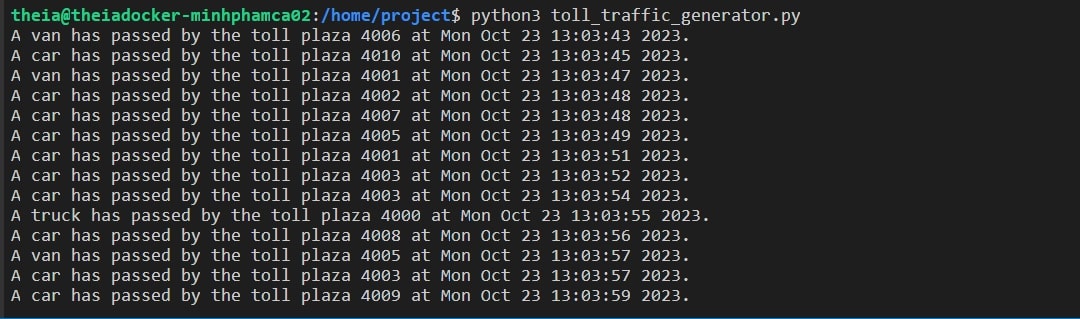 theia@theiadocker-minhphamca02:/home/project$ python3 toll_traffic_generator.py
A van has passed by the toll plaza 4006 at Mon Oct 23 13:03:43 2023.
A car has passed by the toll plaza 4010 at Mon Oct 23 13:03:45 2023.
A van has passed by the toll plaza 4001 at Mon Oct 23 13:03:47 2023.
A car has passed by the toll plaza 4002 at Mon Oct 23 13:03:48 2023.
A car has passed by the toll plaza 4007 at Mon Oct 23 13:03:48 2023.
A car has passed by the toll plaza 4005 at Mon Oct 23 13:03:49 2023.
A car has passed by the toll plaza 4001 at Mon Oct 23 13:03:51 2023.
A car has passed by the toll plaza 4003 at Mon Oct 23 13:03:52 2023.
A car has passed by the toll plaza 4003 at Mon Oct 23 13:03:54 2023.
A truck has passed by the toll plaza 4000 at Mon Oct 23 13:03:55 2023.
A car has passed by the toll plaza 4008 at Mon Oct 23 13:03:56 2023.
A van has passed by the toll plaza 4005 at Mon Oct 23 13:03:57 2023.
A car has passed by the toll plaza 4003 at Mon Oct 23 13:03:57 2023.
A car has passed by the toll plaza 4009 at Mon Oct 23 13:03:59 2023.